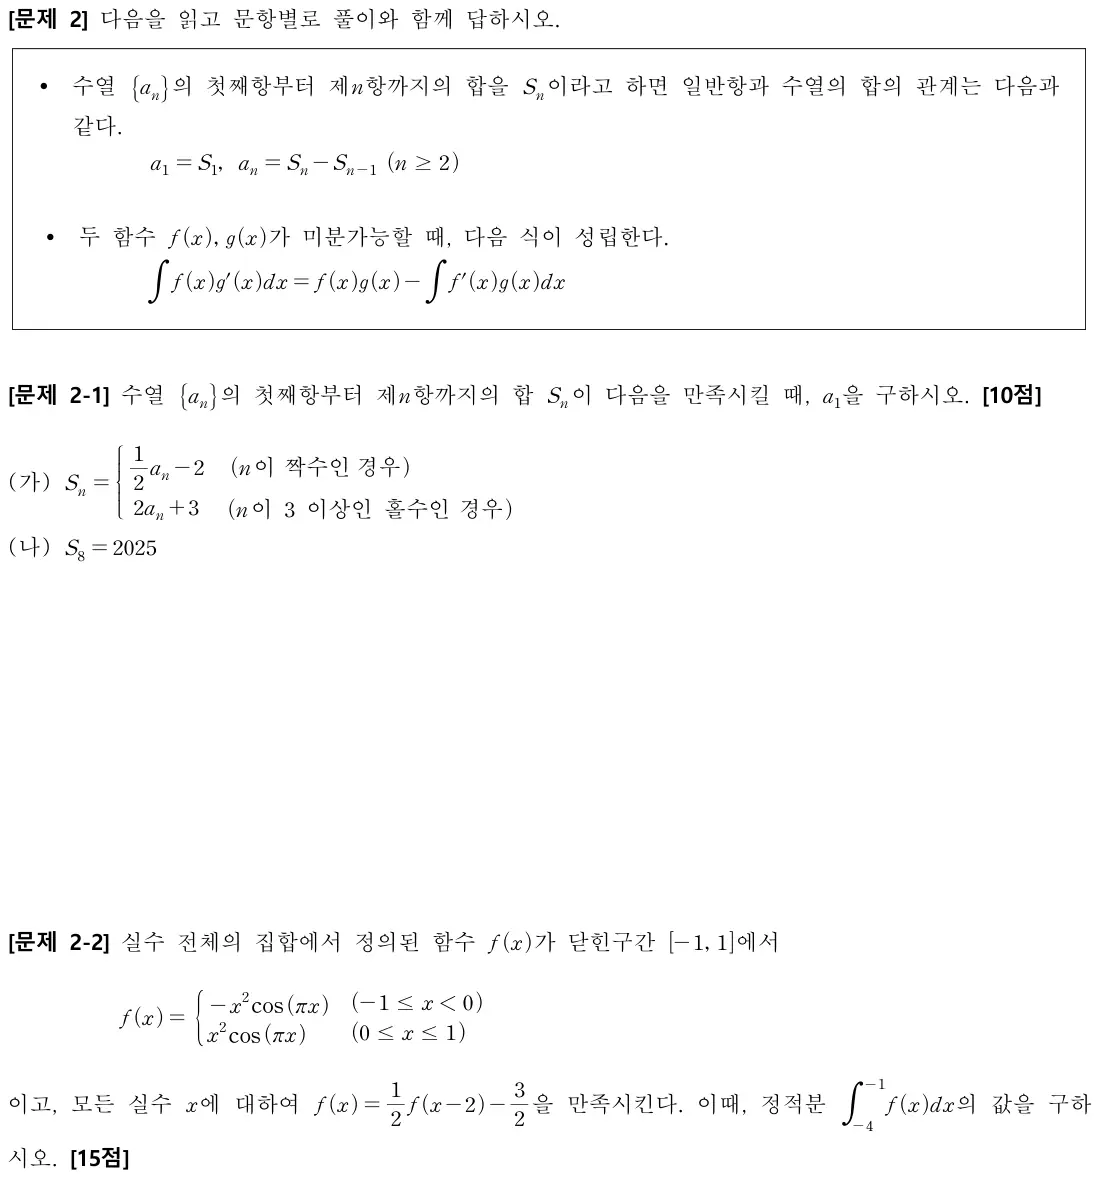 [문제 2] 다음을 읽고 문항별로 풀이와 함께 답하시오.
• 수열 {aₙ}의 첫째항부터 제n항까지의 합을 Sₙ이라고 하면 일반항과 수열의 합의 관계는 다음과
같다.
a₁ = S₁, aₙ = Sₙ − Sₙ₋₁ (n ≥ 2)
• 두 함수 f(x), g(x)가 미분가능할 때, 다음 식이 성립한다.
∫f(x)g′(x)dx = f(x)g(x) − ∫f′(x)g(x)dx
[문제 2-1] 수열 {aₙ}의 첫째항부터 제n항까지의 합 Sₙ이 다음을 만족시킬 때, a₁을 구하시오. [10점]
(가) Sₙ = { 1/2 aₙ − 2 (n이 짝수인 경우)
2aₙ + 3 (n이 3 이상인 홀수인 경우)
(나) S₈ = 2025
[문제 2-2] 실수 전체의 집합에서 정의된 함수 f(x)가 닫힌구간 [−1, 1]에서
f(x) = { −x²cos(πx) (−1 ≤ x < 0)
x²cos(πx) (0 ≤ x ≤ 1)
이고, 모든 실수 x에 대하여 f(x) = 1/2 f(x−2) − 3/2 을 만족시킨다. 이때, 정적분 ∫₋₄⁻¹ f(x)dx의 값을 구하
시오. [15점]